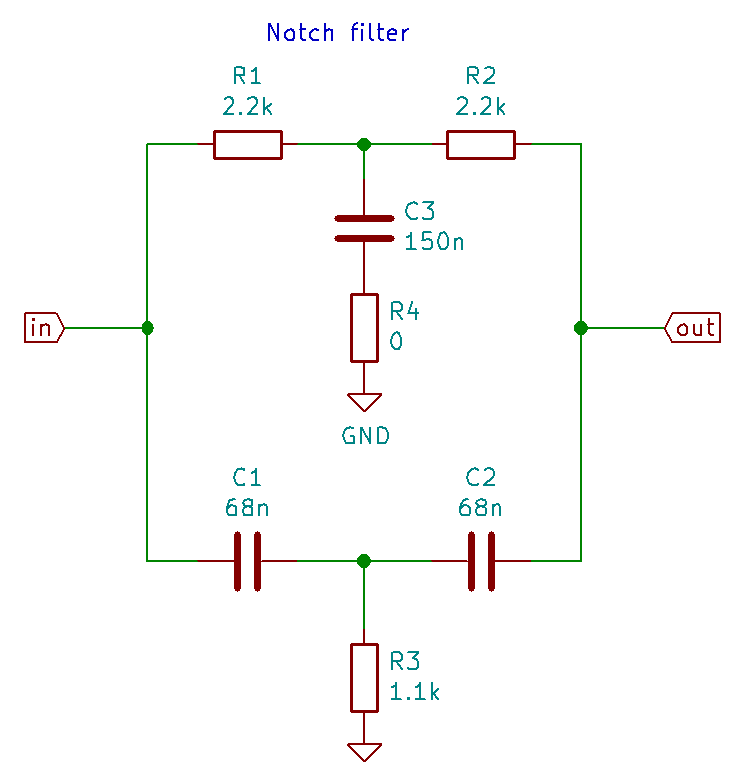 Notch filter
R1
2.2k
R2
2.2k
C3
150n
R4
0
in
out
GND
C1
68n
C2
68n
R3
1.1k